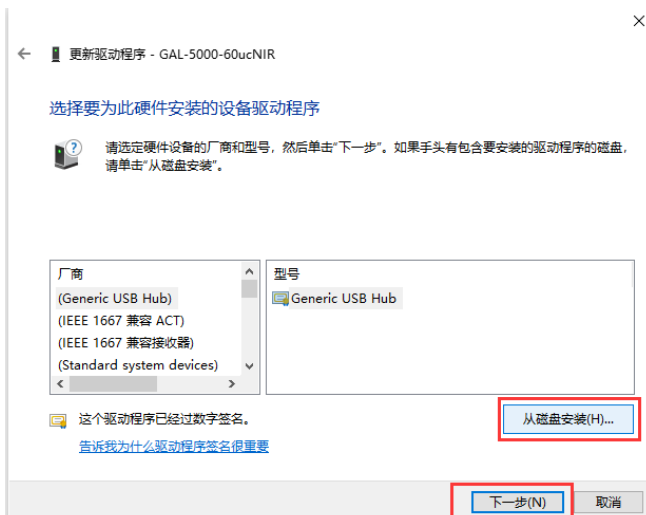 更新驱动程序 - GAL-5000-60ucNIR
选择要为此硬件安装的设备驱动程序
请选定硬件设备的厂商和型号，然后单击"下一步"。如果手头有包含要安装的驱动程序的磁盘，
请单击"从磁盘安装"。
厂商
(Generic USB Hub)
(IEEE 1667 兼容 ACT)
(IEEE 1667 兼容接收器)
(Standard system devices)
型号
Generic USB Hub
这个驱动程序已经过数字签名。
告诉我为什么驱动程序签名很重要
从磁盘安装(H)...
下一步(N)
取消